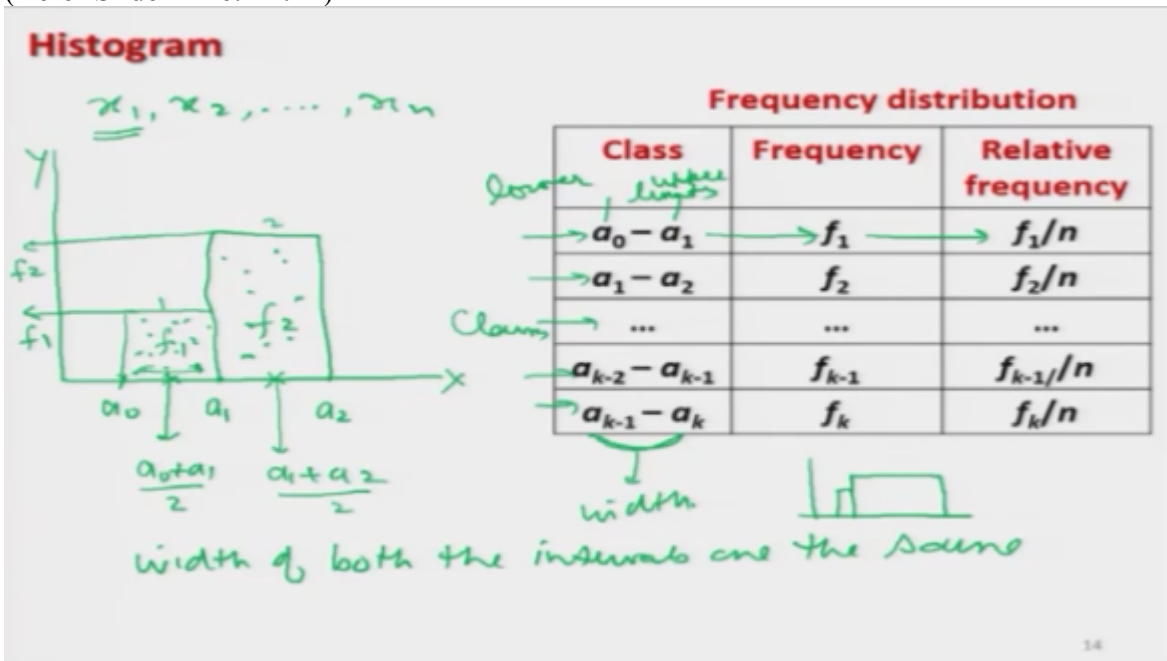 Histogram
x₁, x₂, ....., xₙ
Y
f₂
f₁
1
2
f₁
f₂
a₀ a₁ a₂ X
a₀+a₁/2 a₁+a₂/2
Frequency distribution
Class Frequency Relative frequency
lower upper limits
a₀ – a₁ f₁ f₁/n
a₁ – a₂ f₂ f₂/n
Class ... ... ...
aₖ₋₂ – aₖ₋₁ fₖ₋₁ fₖ₋₁/n
aₖ₋₁ – aₖ fₖ fₖ/n
width
width of both the intervals are the same
14